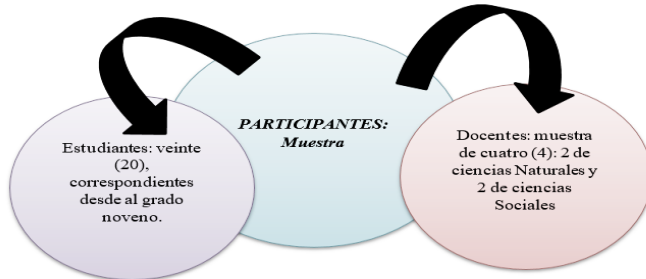 PARTICIPANTES:
Muestra
Estudiantes: veinte
(20),
correspondientes
desde al grado
noveno.
Docentes: muestra
de cuatro (4): 2 de
ciencias Naturales y
2 de ciencias
Sociales